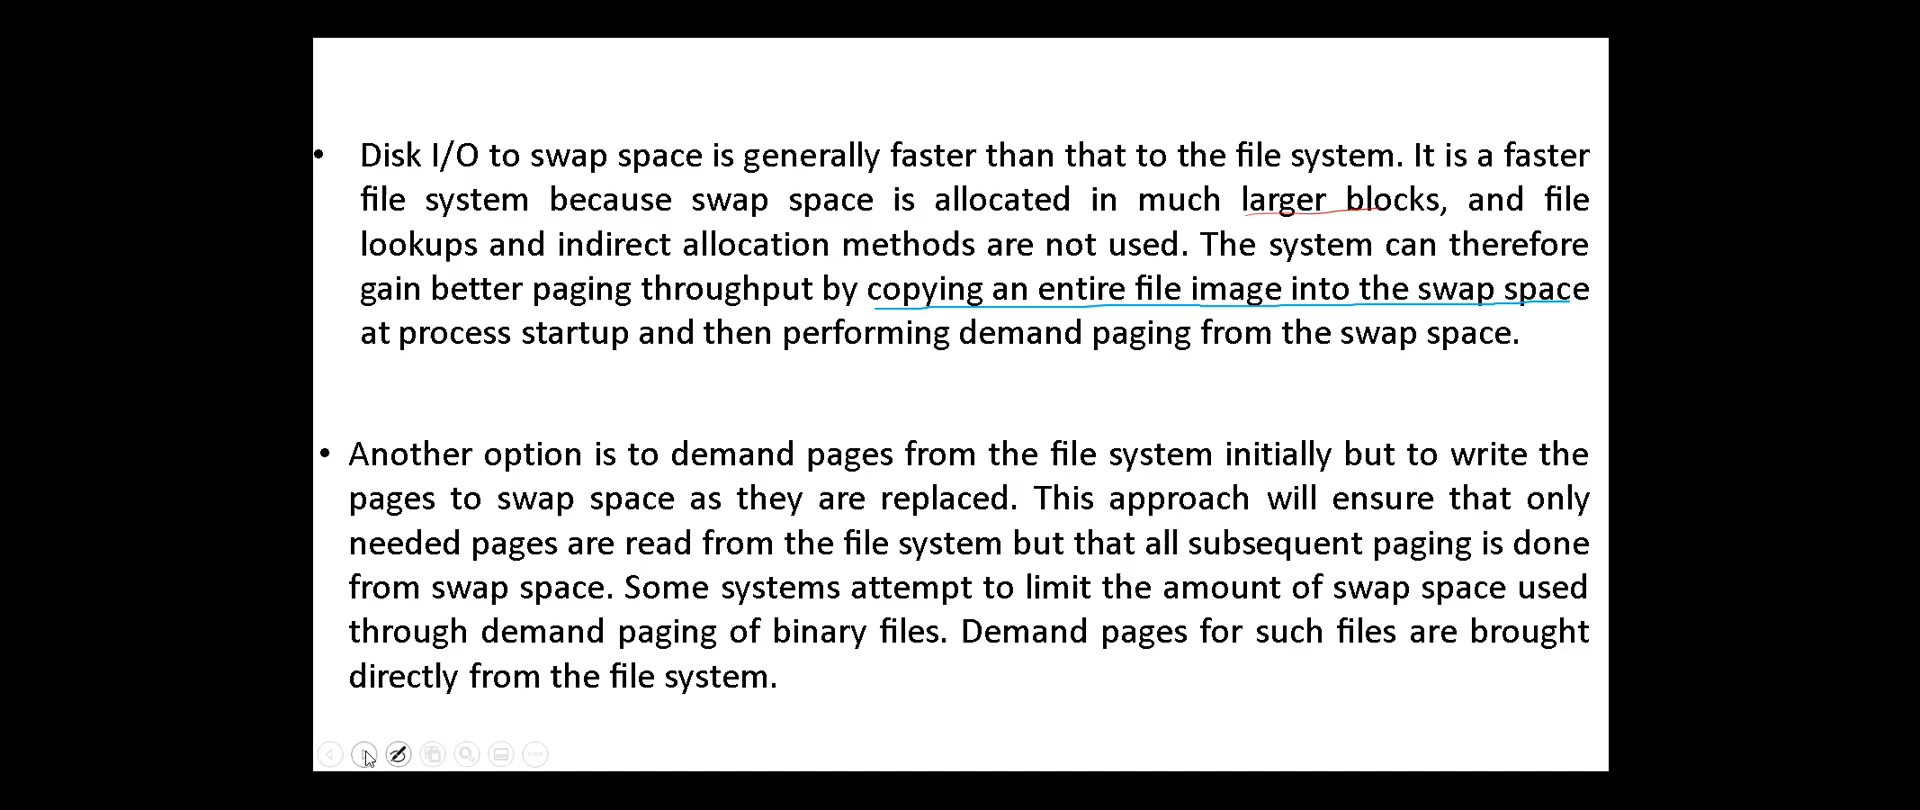 • Disk I/O to swap space is generally faster than that to the file system. It is a faster
file system because swap space is allocated in much larger blocks, and file
lookups and indirect allocation methods are not used. The system can therefore
gain better paging throughput by copying an entire file image into the swap space
at process startup and then performing demand paging from the swap space.
• Another option is to demand pages from the file system initially but to write the
pages to swap space as they are replaced. This approach will ensure that only
needed pages are read from the file system but that all subsequent paging is done
from swap space. Some systems attempt to limit the amount of swap space used
through demand paging of binary files. Demand pages for such files are brought
directly from the file system.